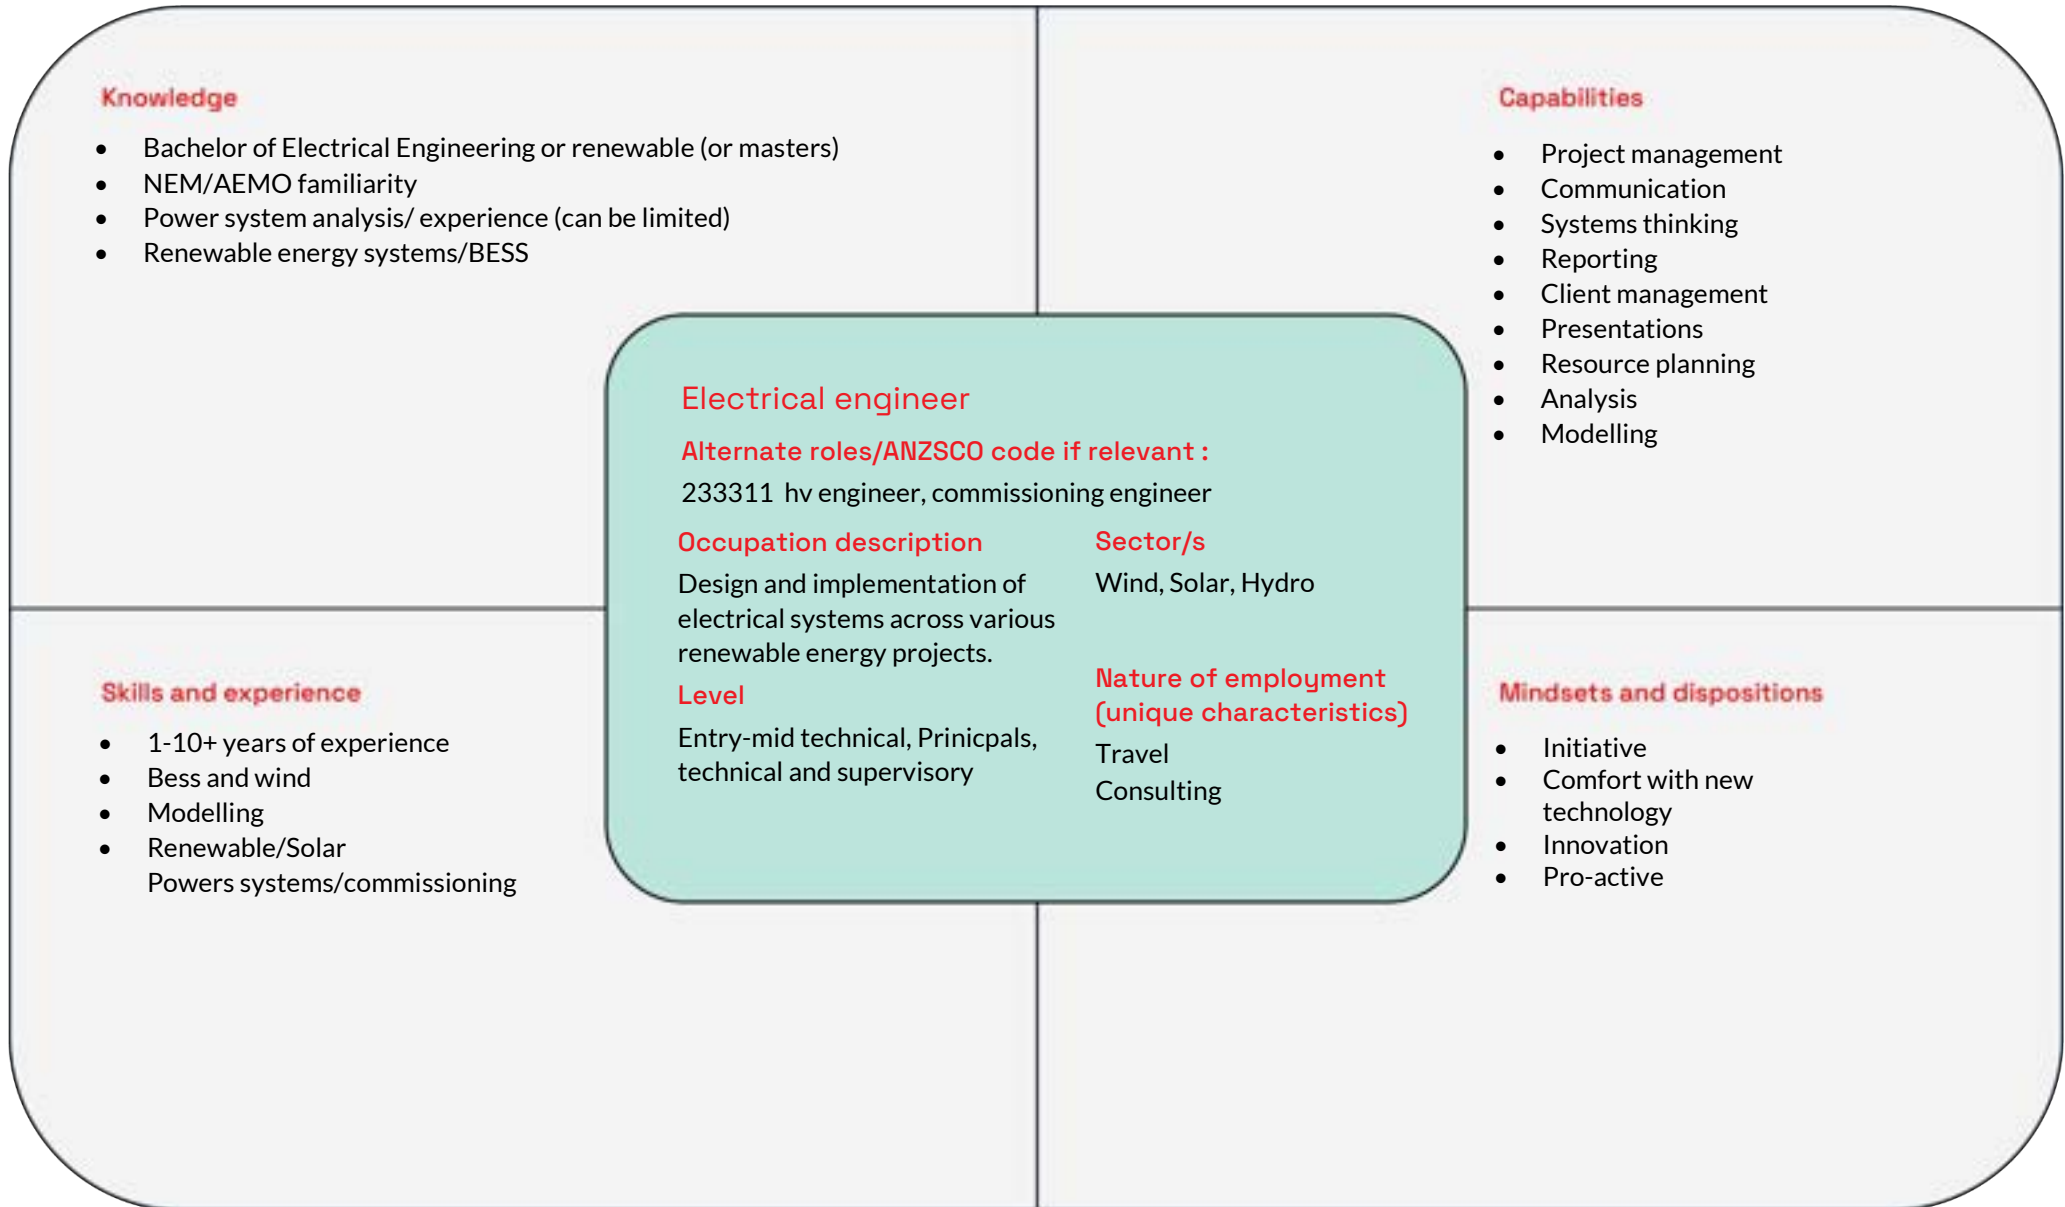 Knowledge
• Bachelor of Electrical Engineering or renewable (or masters)
• NEM/AEMO familiarity
• Power system analysis/ experience (can be limited)
• Renewable energy systems/BESS
Capabilities
• Project management
• Communication
• Systems thinking
• Reporting
• Client management
• Presentations
• Resource planning
• Analysis
• Modelling
Electrical engineer
Alternate roles/ANZSCO code if relevant :
233311 hv engineer, commissioning engineer
Occupation description
Design and implementation of
electrical systems across various
renewable energy projects.
Level
Entry-mid technical, Prinicpals,
technical and supervisory
Sector/s
Wind, Solar, Hydro
Nature of employment
(unique characteristics)
Travel
Consulting
Skills and experience
• 1-10+ years of experience
• Bess and wind
• Modelling
• Renewable/Solar
Powers systems/commissioning
Mindsets and dispositions
• Initiative
• Comfort with new
technology
• Innovation
• Pro-active